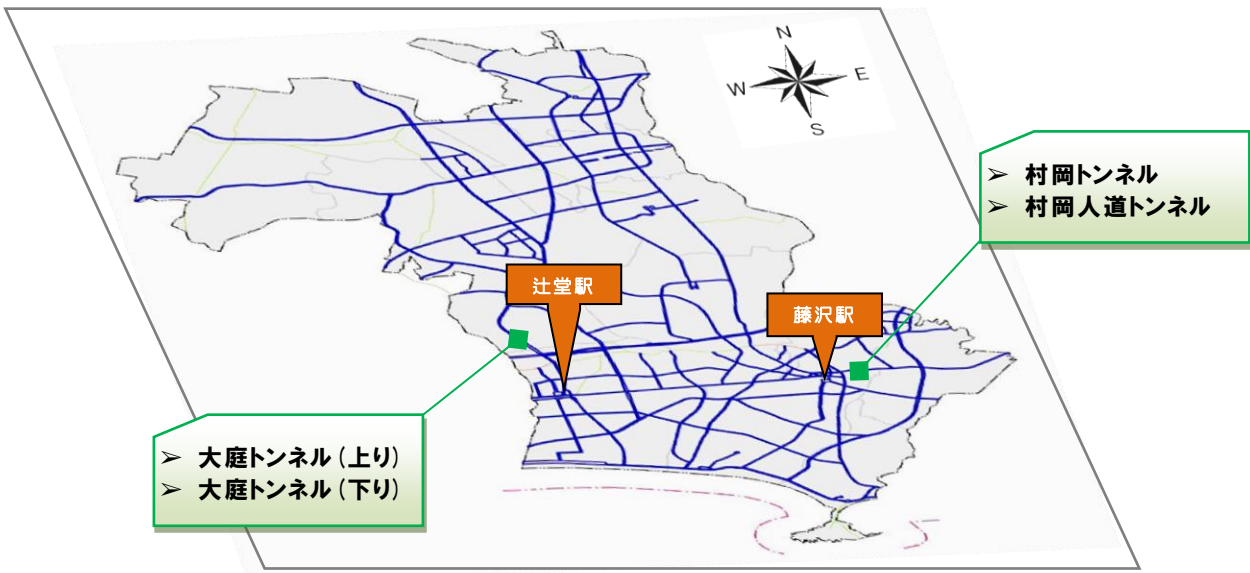 N
W
E
S
➢ 村岡トンネル
➢ 村岡人道トンネル
辻堂駅
藤沢駅
➢ 大庭トンネル(上り)
➢ 大庭トンネル(下り)